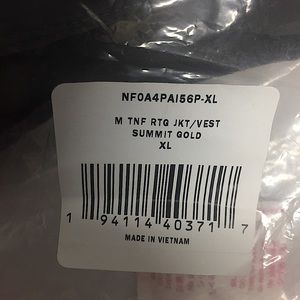 NF0A4PAI56P-XL
M TNF RTG JKT/VEST
SUMMIT GOLD
XL
1 94114 40371 7
MADE IN VIETNAM